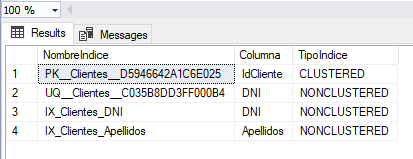 100 %
Results Messages
NombreIndice Columna TipoIndice
1 PK__Clientes__D5946642A1C6E025 IdCliente CLUSTERED
2 UQ__Clientes__C035B8DD3FF000B4 DNI NONCLUSTERED
3 IX_Clientes_DNI DNI NONCLUSTERED
4 IX_Clientes_Apellidos Apellidos NONCLUSTERED